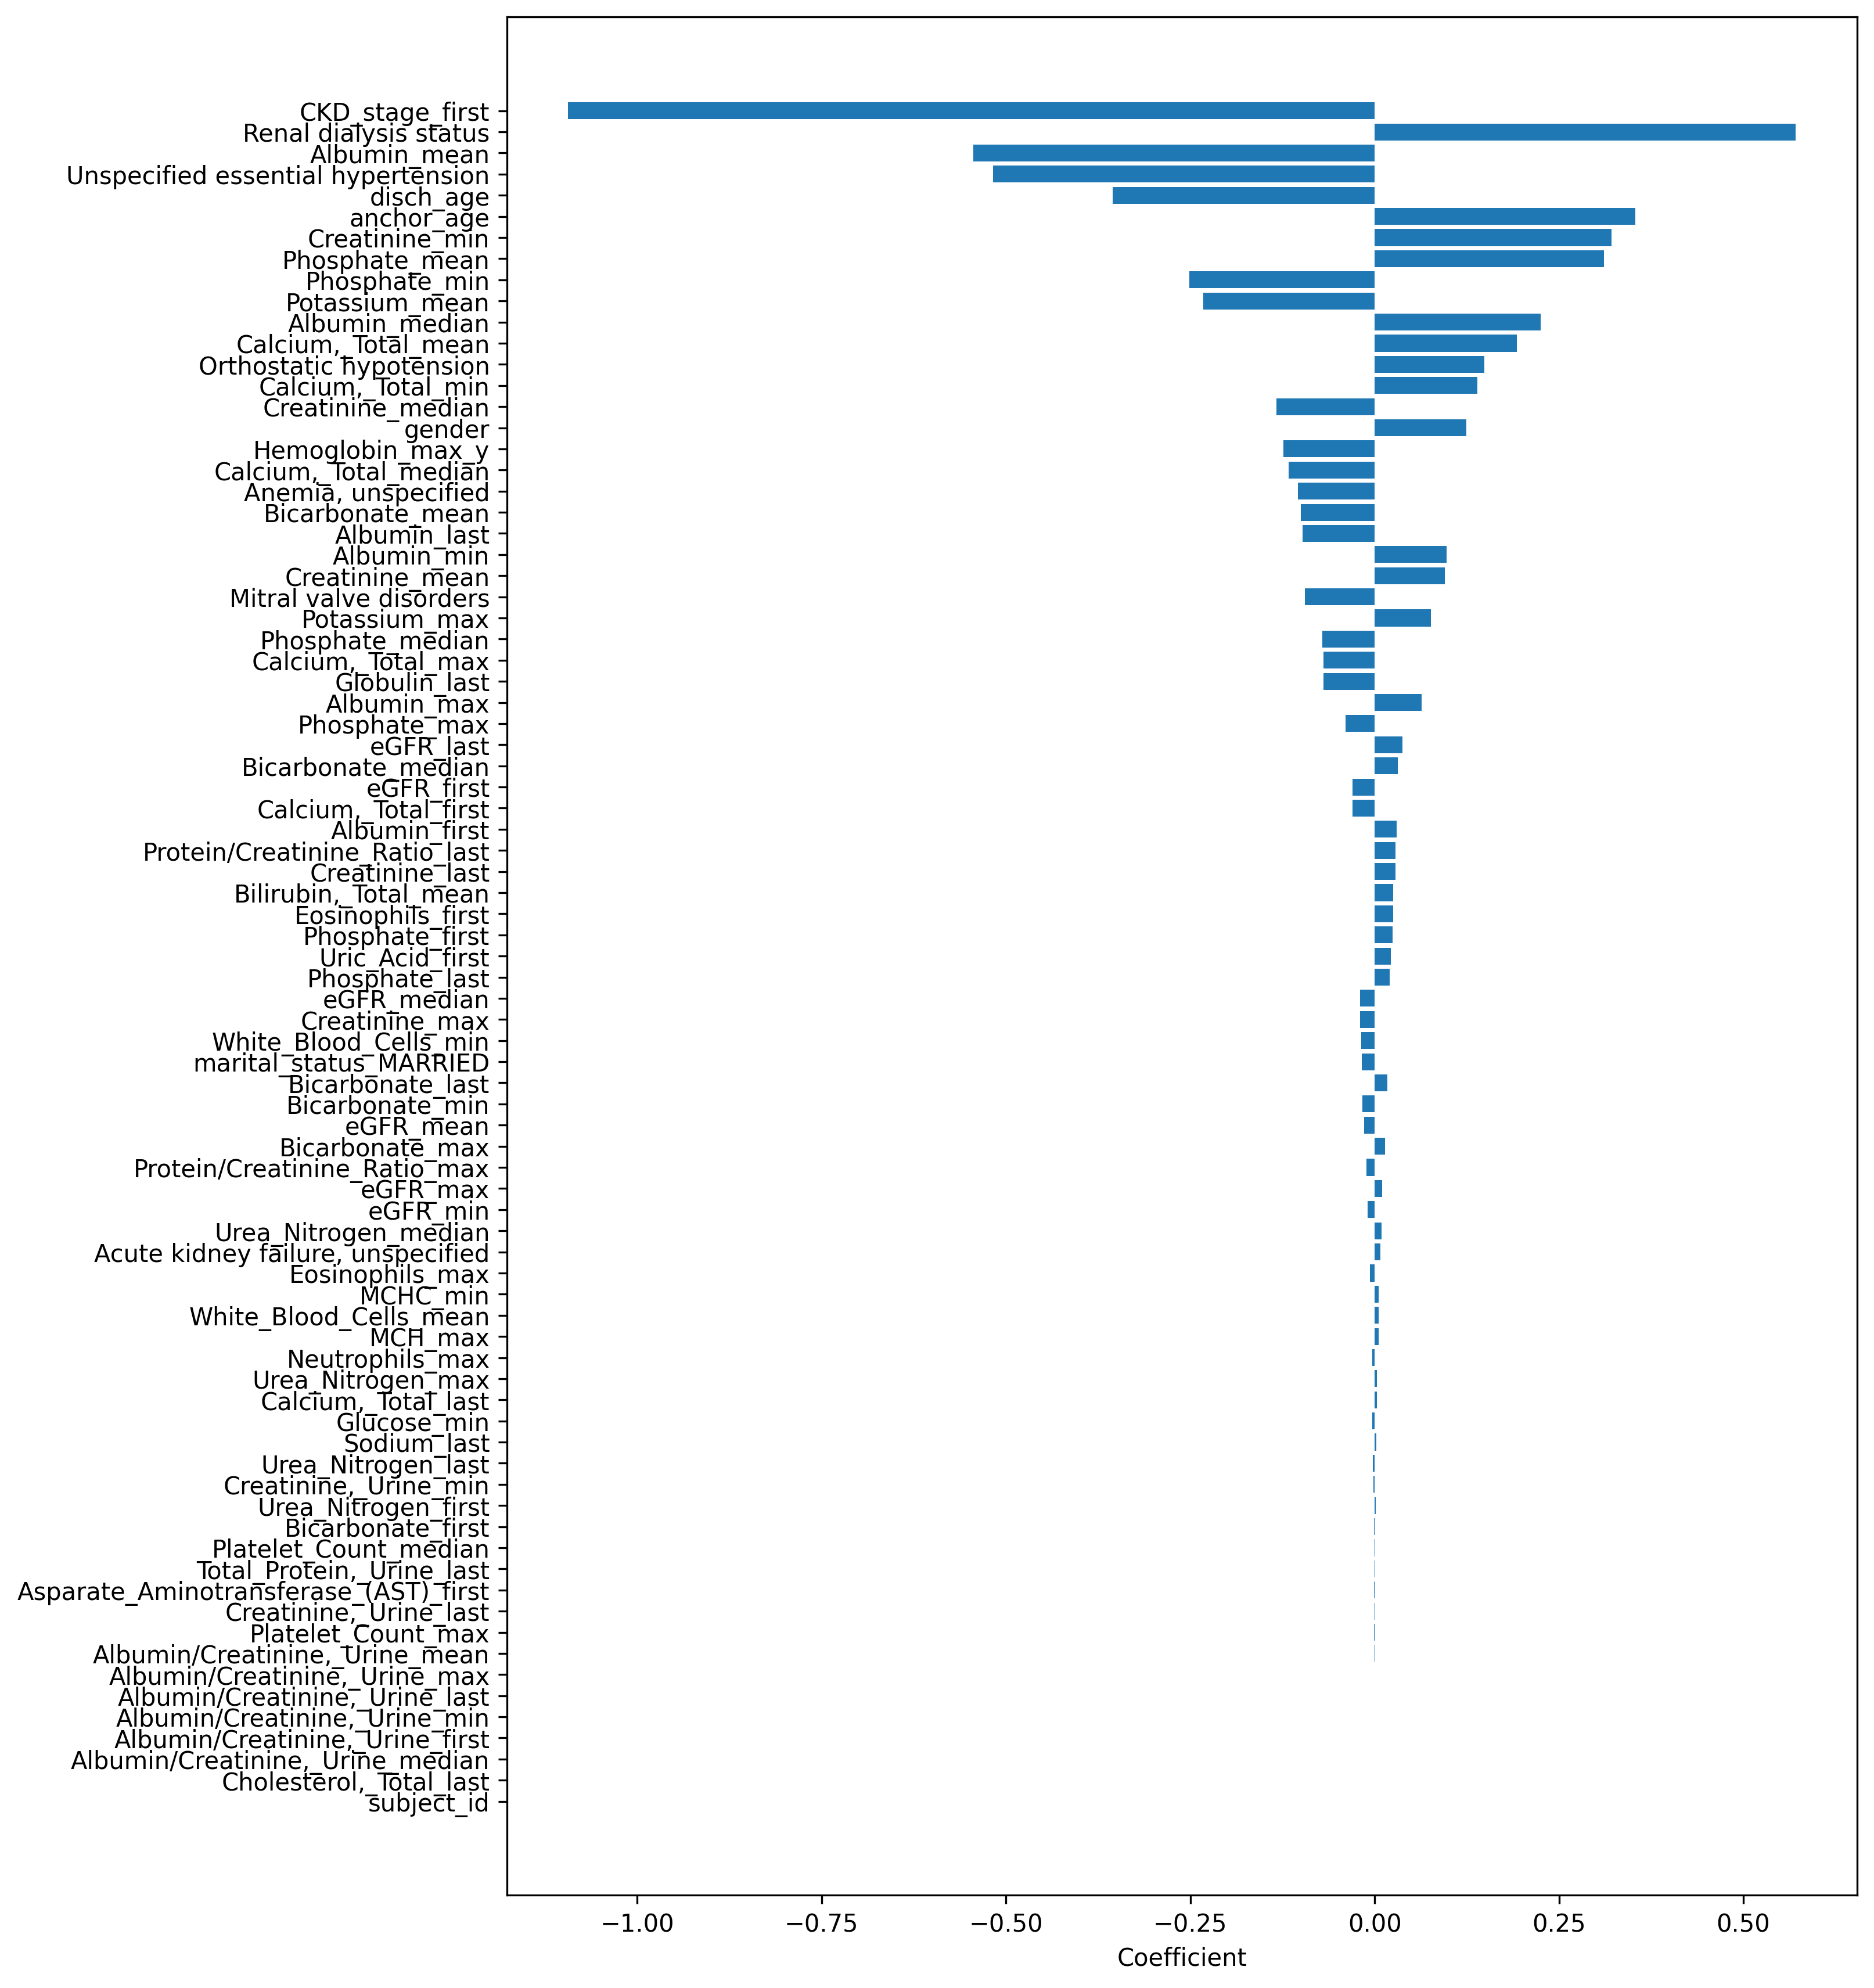 CKD_stage_first
Renal dialysis status
Albumin_mean
Unspecified essential hypertension
disch_age
anchor_age
Creatinine_min
Phosphate_mean
Phosphate_min
Potassium_mean
Albumin_median
Calcium,_Total_mean
Orthostatic hypotension
Calcium,_Total_min
Creatinine_median
gender
Hemoglobin_max_y
Calcium,_Total_median
Anemia, unspecified
Bicarbonate_mean
Albumin_last
Albumin_min
Creatinine_mean
Mitral valve disorders
Potassium_max
Phosphate_median
Calcium,_Total_max
Globulin_last
Albumin_max
Phosphate_max
eGFR_last
Bicarbonate_median
eGFR_first
Calcium,_Total_first
Albumin_first
Protein/Creatinine_Ratio_last
Creatinine_last
Bilirubin,_Total_mean
Eosinophils_first
Phosphate_first
Uric_Acid_first
Phosphate_last
eGFR_median
Creatinine_max
White_Blood_Cells_min
marital_status_MARRIED
Bicarbonate_last
Bicarbonate_min
eGFR_mean
Bicarbonate_max
Protein/Creatinine_Ratio_max
eGFR_max
eGFR_min
Urea_Nitrogen_median
Acute kidney failure, unspecified
Eosinophils_max
MCHC_min
White_Blood_Cells_mean
MCH_max
Neutrophils_max
Urea_Nitrogen_max
Calcium,_Total_last
Glucose_min
Sodium_last
Urea_Nitrogen_last
Creatinine,_Urine_min
Urea_Nitrogen_first
Bicarbonate_first
Platelet_Count_median
Total_Protein,_Urine_last
Asparate_Aminotransferase_(AST)_first
Creatinine,_Urine_last
Platelet_Count_max
Albumin/Creatinine,_Urine_mean
Albumin/Creatinine,_Urine_max
Albumin/Creatinine,_Urine_last
Albumin/Creatinine,_Urine_min
Albumin/Creatinine,_Urine_first
Albumin/Creatinine,_Urine_median
Cholesterol,_Total_last
subject_id
−1.00 −0.75 −0.50 −0.25 0.00 0.25 0.50
Coefficient